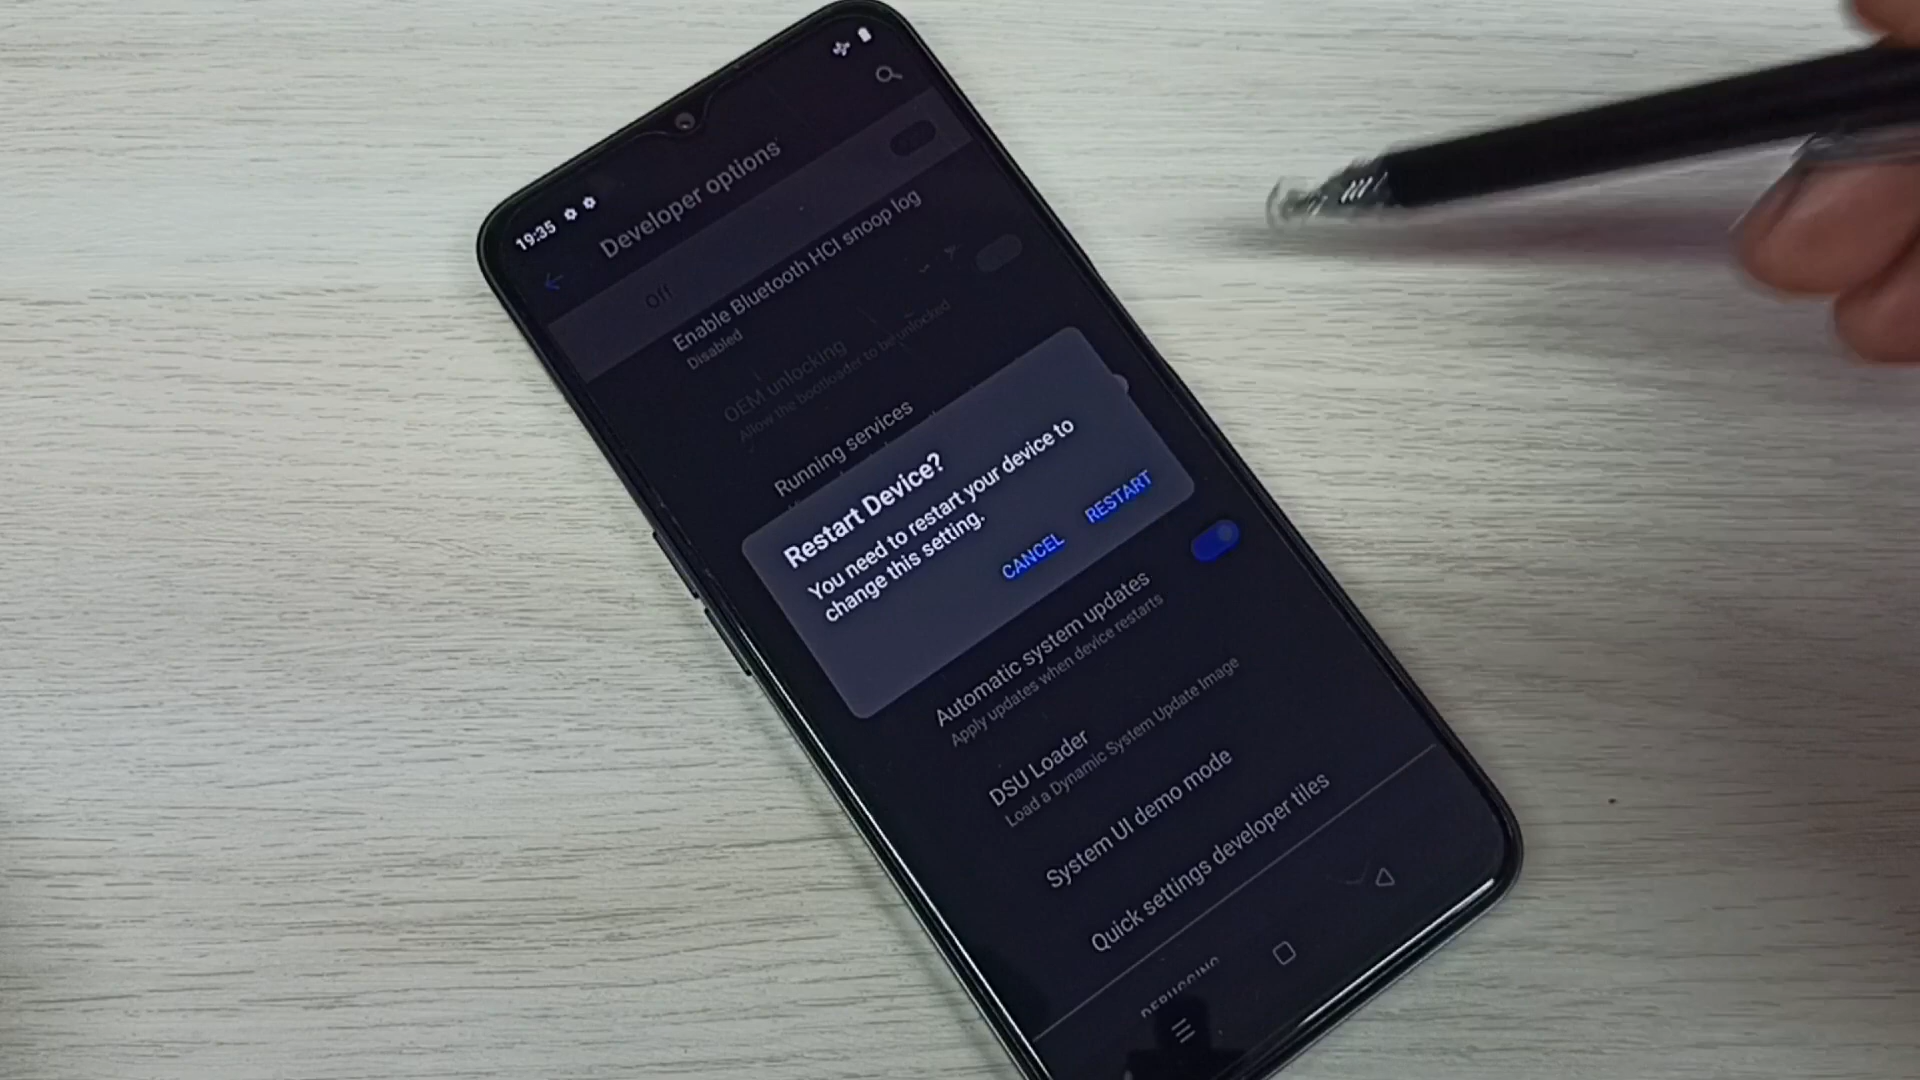 19:35
Developer options
Off
Enable Bluetooth HCI snoop log
Disabled
OEM unlocking
Allow the bootloader to be unlocked
Running services
Restart Device?
You need to restart your device to
change this setting.
CANCEL RESTART
Automatic system updates
Apply updates when device restarts
DSU Loader
Load a Dynamic System Update Image
System UI demo mode
Quick settings developer tiles
DEBUGGING